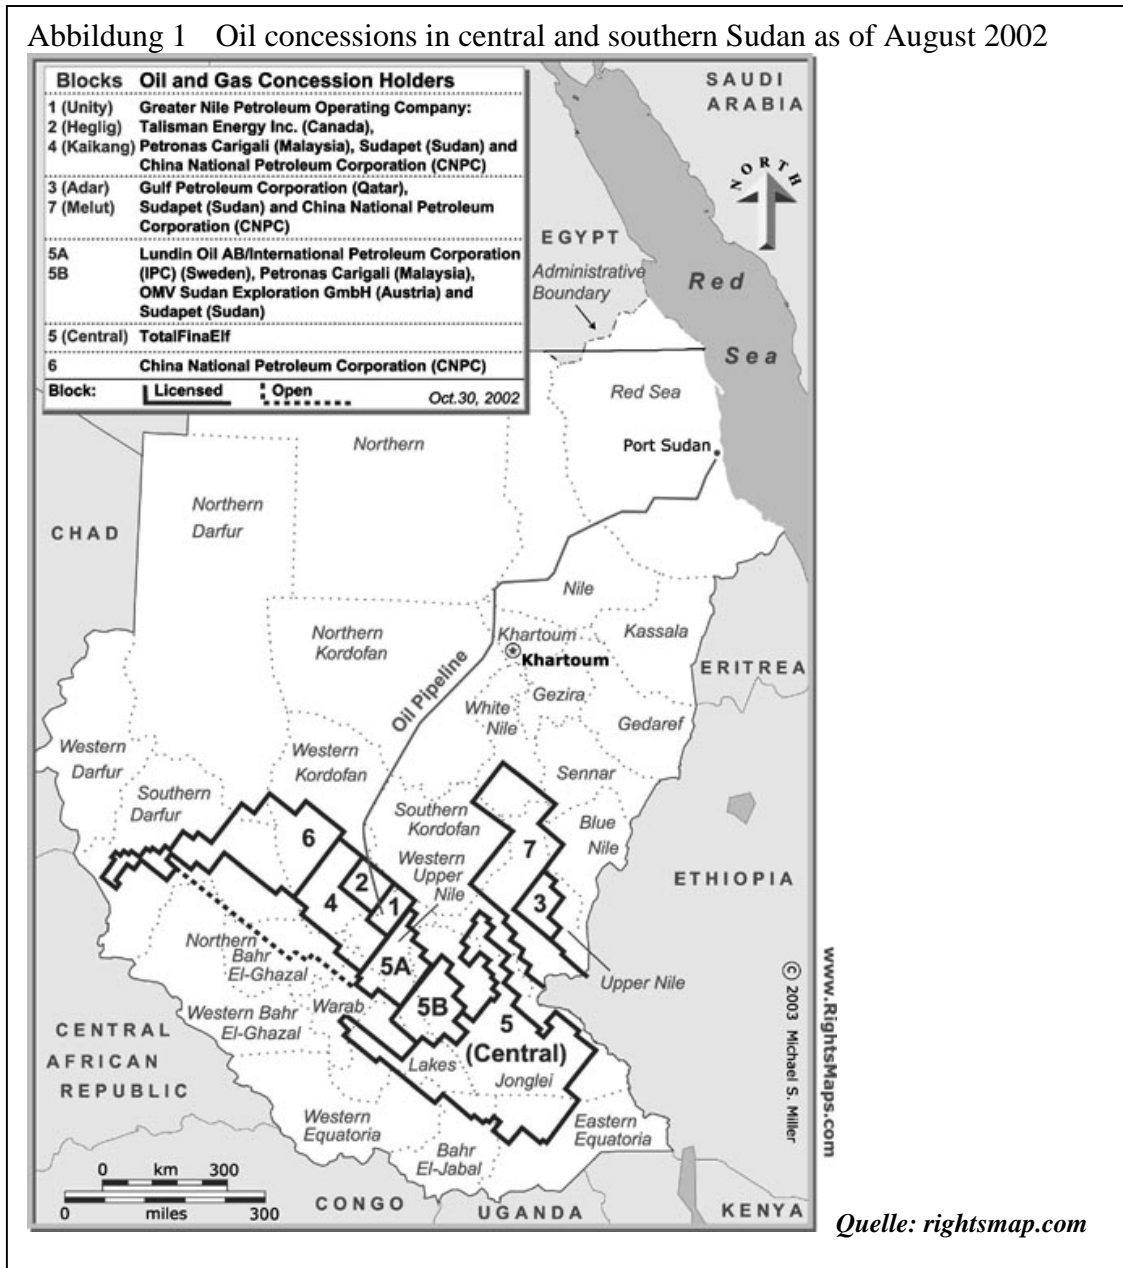 Abbildung 1 Oil concessions in central and southern Sudan as of August 2002
Blocks Oil and Gas Concession Holders
1 (Unity) Greater Nile Petroleum Operating Company:
2 (Heglig) Talisman Energy Inc. (Canada),
4 (Kaikang) Petronas Carigali (Malaysia), Sudapet (Sudan) and
China National Petroleum Corporation (CNPC)
3 (Adar) Gulf Petroleum Corporation (Qatar),
7 (Melut) Sudapet (Sudan) and China National Petroleum
Corporation (CNPC)
5A Lundin Oil AB/International Petroleum Corporation
5B (IPC) (Sweden), Petronas Carigali (Malaysia),
OMV Sudan Exploration GmbH (Austria) and
Sudapet (Sudan)
5 (Central) TotalFinaElf
6 China National Petroleum Corporation (CNPC)
Block: Licensed Open Oct.30, 2002
SAUDI
ARABIA
NORTH
EGYPT
Administrative
Boundary
Red
Sea
Red Sea
Port Sudan
Northern
Northern
Darfur
CHAD
Nile
Northern
Kordofan
Khartoum
Khartoum
Kassala
ERITREA
Oil Pipeline
Gezira
White
Nile
Gedaref
Western
Darfur
Western
Kordofan
Sennar
Southern
Darfur
Southern
Kordofan
Blue
Nile
6
7
Western
Upper
Nile
ETHIOPIA
2
4
1
3
Northern
Bahr
El-Ghazal
5A
Upper Nile
Warab
5B
5
(Central)
Western Bahr
El-Ghazal
CENTRAL
AFRICAN
REPUBLIC
Lakes
Jonglei
Western
Equatoria
Eastern
Equatoria
Bahr
El-Jabal
0 km 300
0 miles 300
CONGO
UGANDA
KENYA
© 2003 Michael S. Miller
www.RightsMaps.com
Quelle: rightsmap.com